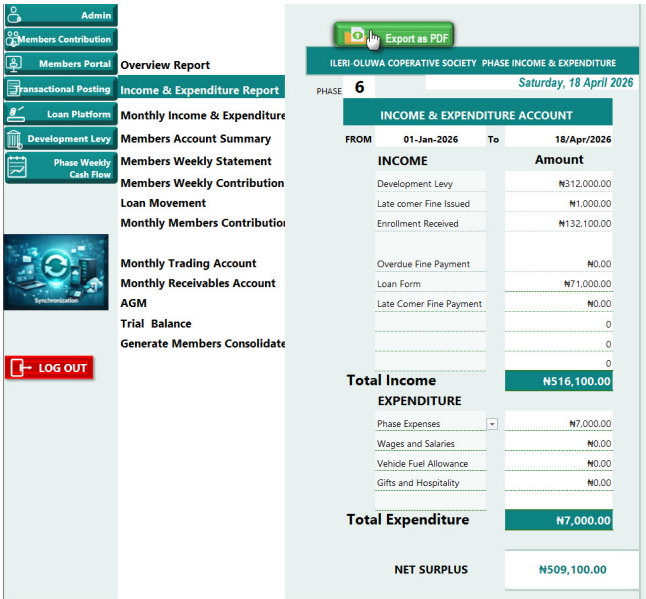 Admin
Members Contribution
Members Portal
Transactional Posting
Loan Platform
Development Levy
Phase Weekly
Cash Flow
Synchronization
LOG OUT
Overview Report
Income & Expenditure Report
Monthly Income & Expenditure
Members Account Summary
Members Weekly Statement
Members Weekly Contribution
Loan Movement
Monthly Members Contributio
Monthly Trading Account
Monthly Receivables Account
AGM
Trial Balance
Generate Members Consolidate
Export as PDF
ILERI-OLUWA COPERATIVE SOCIETY PHASE INCOME & EXPENDITURE
PHASE 6 Saturday, 18 April 2026
INCOME & EXPENDITURE ACCOUNT
FROM 01-Jan-2026 To 18/Apr/2026
INCOME Amount
Development Levy ₦312,000.00
Late comer Fine Issued ₦1,000.00
Enrollment Received ₦132,100.00
Overdue Fine Payment ₦0.00
Loan Form ₦71,000.00
Late Comer Fine Payment ₦0.00
0
0
0
Total Income ₦516,100.00
EXPENDITURE
Phase Expenses ₦7,000.00
Wages and Salaries ₦0.00
Vehicle Fuel Allowance ₦0.00
Gifts and Hospitality ₦0.00
Total Expenditure ₦7,000.00
NET SURPLUS ₦509,100.00